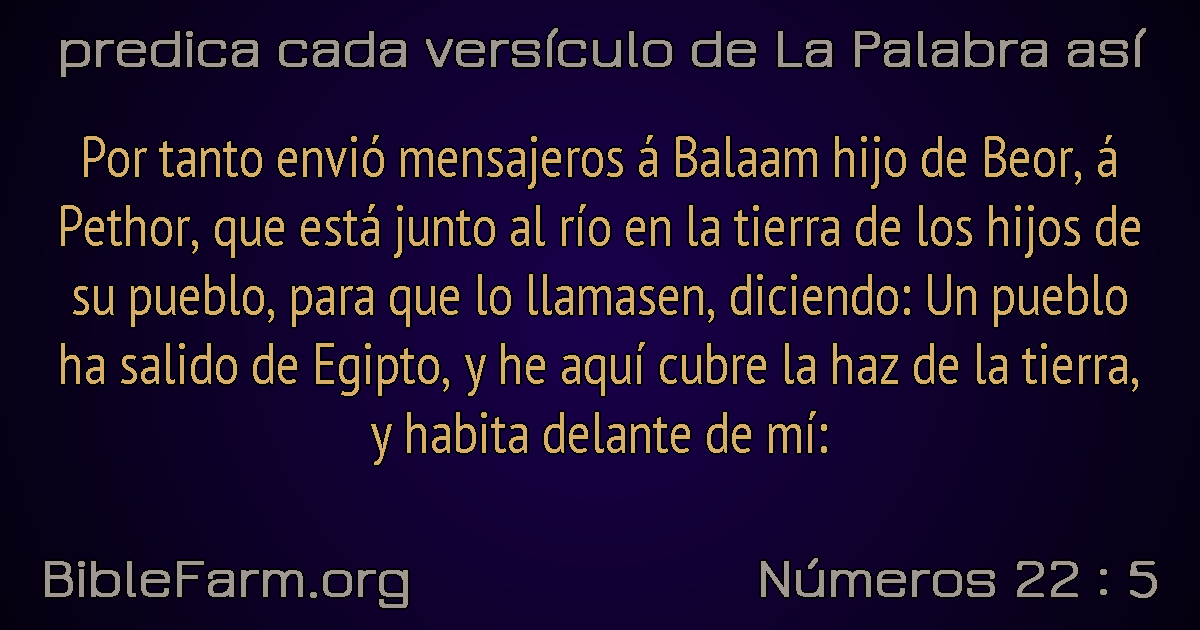 predica cada versículo de La Palabra así
Por tanto envió mensajeros á Balaam hijo de Beor, á
Pethor, que está junto al río en la tierra de los hijos de
su pueblo, para que lo llamasen, diciendo: Un pueblo
ha salido de Egipto, y he aquí cubre la haz de la tierra,
y habita delante de mí:
BibleFarm.org
Números 22 : 5